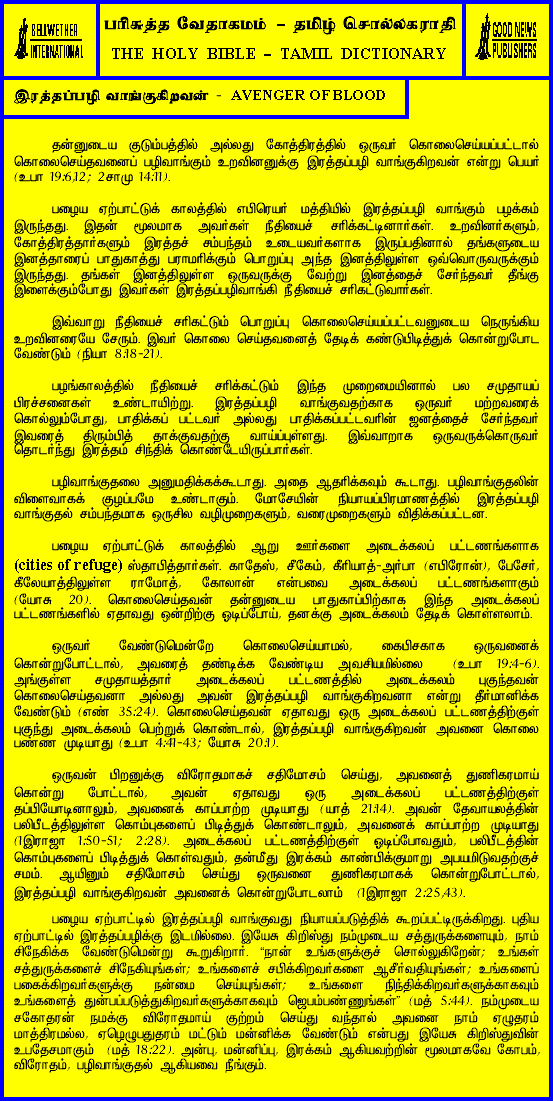 BELLWETHER
INTERNATIONAL
பரிசுத்த வேதாகமம் – தமிழ் சொல்லகராதி
THE HOLY BIBLE – TAMIL DICTIONARY
GOOD NEWS
PUBLISHERS
இரத்தப்பழி வாங்குகிறவன் - AVENGER OF BLOOD
தன்னுடைய குடும்பத்தில் அல்லது கோத்திரத்தில் ஒருவர் கொலைசெய்யப்பட்டால்
கொலைசெய்தவனைப் பழிவாங்கும் உறவினனுக்கு இரத்தப்பழி வாங்குகிறவன் என்று பெயர்
(உபா 19:6,12; 2சாமு 14:11).
பழைய ஏற்பாட்டுக் காலத்தில் எபிரெயர் மத்தியில் இரத்தப்பழி வாங்கும் பழக்கம்
இருந்தது. இதன் மூலமாக அவர்கள் நீதியைச் சரிக்கட்டினார்கள். உறவினர்களும்,
கோத்திரத்தார்களும் இரத்தச் சம்பந்தம் உடையவர்களாக இருப்பதினால் தங்களுடைய
இனத்தாரைப் பாதுகாத்து பராமரிக்கும் பொறுப்பு அந்த இனத்திலுள்ள ஒவ்வொருவருக்கும்
இருந்தது. தங்கள் இனத்திலுள்ள ஒருவருக்கு வேற்று இனத்தைச் சேர்ந்தவர் தீங்கு
இளைக்கும்போது இவர்கள் இரத்தப்பழிவாங்கி நீதியைச் சரிகட்டுவார்கள்.
இவ்வாறு நீதியைச் சரிகட்டும் பொறுப்பு கொலைசெய்யப்பட்டவனுடைய நெருங்கிய
உறவினரையே சேரும். இவர் கொலை செய்தவனைத் தேடிக் கண்டுபிடித்துக் கொன்றுபோட
வேண்டும் (நியா 8:18-21).
பழங்காலத்தில் நீதியைச் சரிக்கட்டும் இந்த முறைமையினால் பல சமுதாயப்
பிரச்சனைகள் உண்டாயிற்று. இரத்தப்பழி வாங்குவதற்காக ஒருவர் மற்றவரைக்
கொல்லும்போது, பாதிக்கப் பட்டவர் அல்லது பாதிக்கப்பட்டவரின் ஜனத்தைச் சேர்ந்தவர்
இவரைத் திரும்பித் தாக்குவதற்கு வாய்ப்புள்ளது. இவ்வாறாக ஒருவருக்கொருவர்
தொடர்ந்து இரத்தம் சிந்திக் கொண்டேயிருப்பார்கள்.
பழிவாங்குதலை அனுமதிக்கக்கூடாது. அதை ஆதரிக்கவும் கூடாது. பழிவாங்குதலின்
விளைவாகக் குழப்பமே உண்டாகும். மோசேயின் நியாயப்பிரமாணத்தில் இரத்தப்பழி
வாங்குதல் சம்பந்தமாக ஒருசில வழிமுறைகளும், வரைமுறைகளும் விதிக்கப்பட்டன.
பழைய ஏற்பாட்டுக் காலத்தில் ஆறு ஊர்களை அடைக்கலப் பட்டணங்களாக
(cities of refuge) ஸ்தாபித்தார்கள். காதேஸ், சீகேம், கீரியாத்-அர்பா (எபிரோன்), பேசேர்,
கீலேயாத்திலுள்ள ராமோத், கோலான் என்பவை அடைக்கலப் பட்டணங்களாகும்
(யோசு 20). கொலைசெய்தவன் தன்னுடைய பாதுகாப்பிற்காக இந்த அடைக்கலப்
பட்டணங்களில் ஏதாவது ஒன்றிற்கு ஓடிப்போய், தனக்கு அடைக்கலம் தேடிக் கொள்ளலாம்.
ஒருவர் வேண்டுமென்றே கொலைசெய்யாமல், கைபிசகாக ஒருவனைக்
கொன்றுபோட்டால், அவரைத் தண்டிக்க வேண்டிய அவசியமில்லை (உபா 19:4-6).
அங்குள்ள சமுதாயத்தார் அடைக்கலப் பட்டணத்தில் அடைக்கலம் புகுந்தவன்
கொலைசெய்தவனா அல்லது அவன் இரத்தப்பழி வாங்குகிறவனா என்று தீர்மானிக்க
வேண்டும் (எண் 35:24). கொலைசெய்தவன் ஏதாவது ஒரு அடைக்கலப் பட்டணத்திற்குள்
புகுந்து அடைக்கலம் பெற்றுக் கொண்டால், இரத்தப்பழி வாங்குகிறவன் அவனை கொலை
பண்ண முடியாது (உபா 4:41-43; யோசு 20:1).
ஒருவன் பிறனுக்கு விரோதமாகச் சதிமோசம் செய்து, அவனைத் துணிகரமாய்
கொன்று போட்டால், அவன் ஏதாவது ஒரு அடைக்கலப் பட்டணத்திற்குள்
தப்பியோடினாலும், அவனைக் காப்பாற்ற முடியாது (யாத் 21:14). அவன் தேவாலயத்தின்
பலிபீடத்திலுள்ள கொம்புகளைப் பிடித்துக் கொண்டாலும், அவனைக் காப்பாற்ற முடியாது
(1இராஜா 1:50-51; 2:28). அடைக்கலப் பட்டணத்திற்குள் ஓடிப்போவதும், பலிபீடத்தின்
கொம்புகளைப் பிடித்துக் கொள்வதும், தன்மீது இரக்கம் காண்பிக்குமாறு அபயமிடுவதற்குச்
சமம். ஆயினும் சதிமோசம் செய்து ஒருவனை துணிகரமாகக் கொன்றுபோட்டால்,
இரத்தப்பழி வாங்குகிறவன் அவனைக் கொன்றுபோடலாம் (1இராஜா 2:25,43).
பழைய ஏற்பாட்டில் இரத்தப்பழி வாங்குவது நியாயப்படுத்திக் கூறப்பட்டிருக்கிறது. புதிய
ஏற்பாட்டில் இரத்தப்பழிக்கு இடமில்லை. இயேசு கிறிஸ்து நம்முடைய சத்துருக்களையும், நாம்
சிநேகிக்க வேண்டுமென்று கூறுகிறார். "நான் உங்களுக்குச் சொல்லுகிறேன்; உங்கள்
சத்துருக்களைச் சிநேகியுங்கள்; உங்களைச் சபிக்கிறவர்களை ஆசீர்வதியுங்கள்; உங்களைப்
பகைக்கிறவர்களுக்கு நன்மை செய்யுங்கள்; உங்களை நிந்திக்கிறவர்களுக்காகவும்
உங்களைத் துன்பப்படுத்துகிறவர்களுக்காகவும் ஜெபம்பண்ணுங்கள்" (மத் 5:44). நம்முடைய
சகோதரன் நமக்கு விரோதமாய் குற்றம் செய்து வந்தால் அவனை நாம் ஏழுதரம்
மாத்திரமல்ல, ஏழெழுபதுதரம் மட்டும் மன்னிக்க வேண்டும் என்பது இயேசு கிறிஸ்துவின்
உபதேசமாகும் (மத் 18:22). அன்பு, மன்னிப்பு, இரக்கம் ஆகியவற்றின் மூலமாகவே கோபம்,
விரோதம், பழிவாங்குதல் ஆகியவை நீங்கும்.